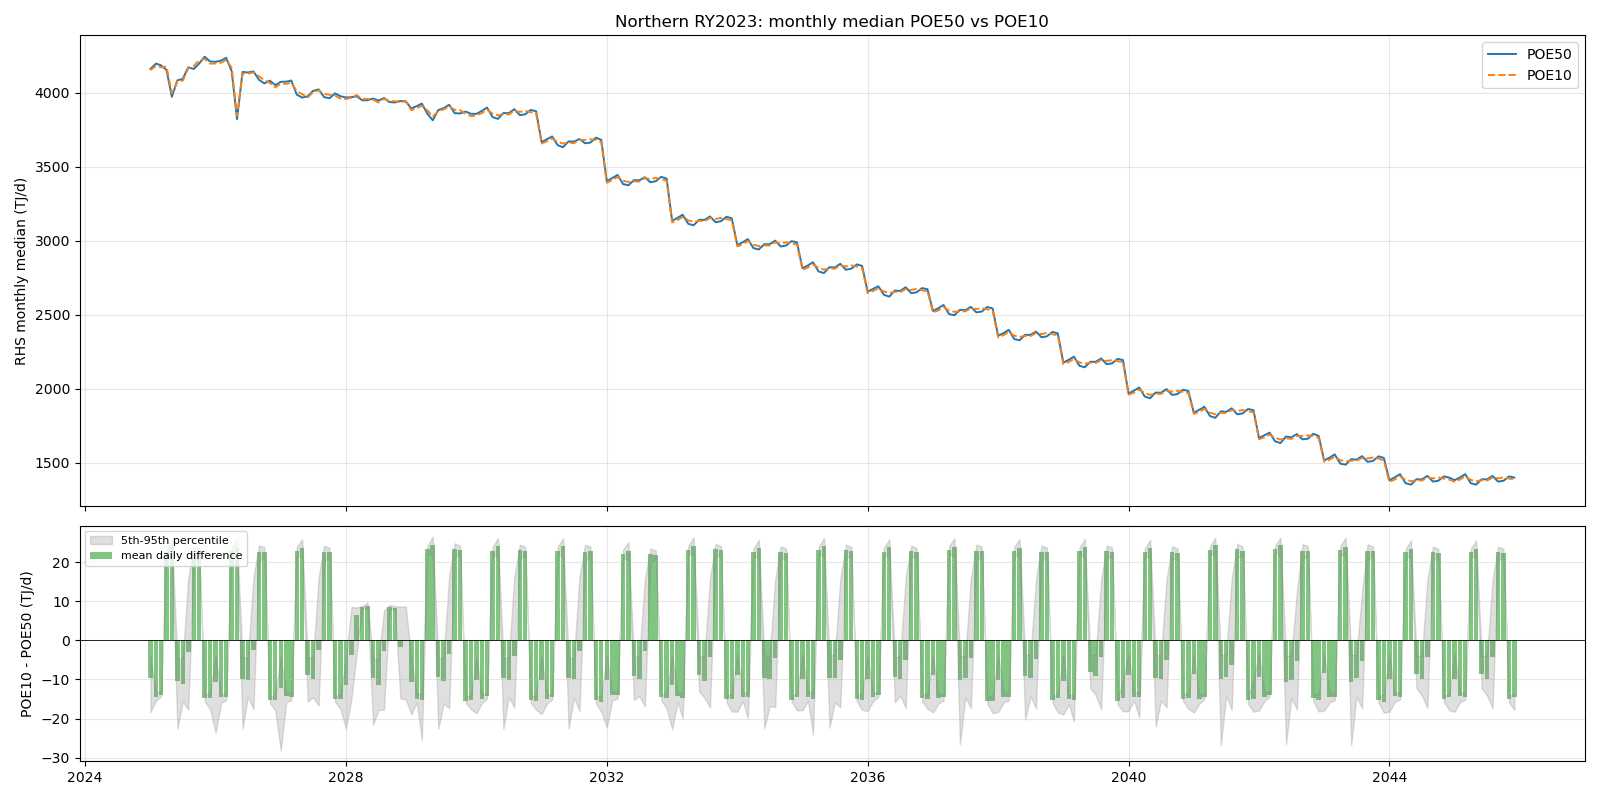 Northern RY2023: monthly median POE50 vs POE10
RHS monthly median (TJ/d)
4000
3500
3000
2500
2000
1500
POE50
POE10
POE10 - POE50 (TJ/d)
20
10
0
−10
−20
−30
5th-95th percentile
mean daily difference
2024 2028 2032 2036 2040 2044